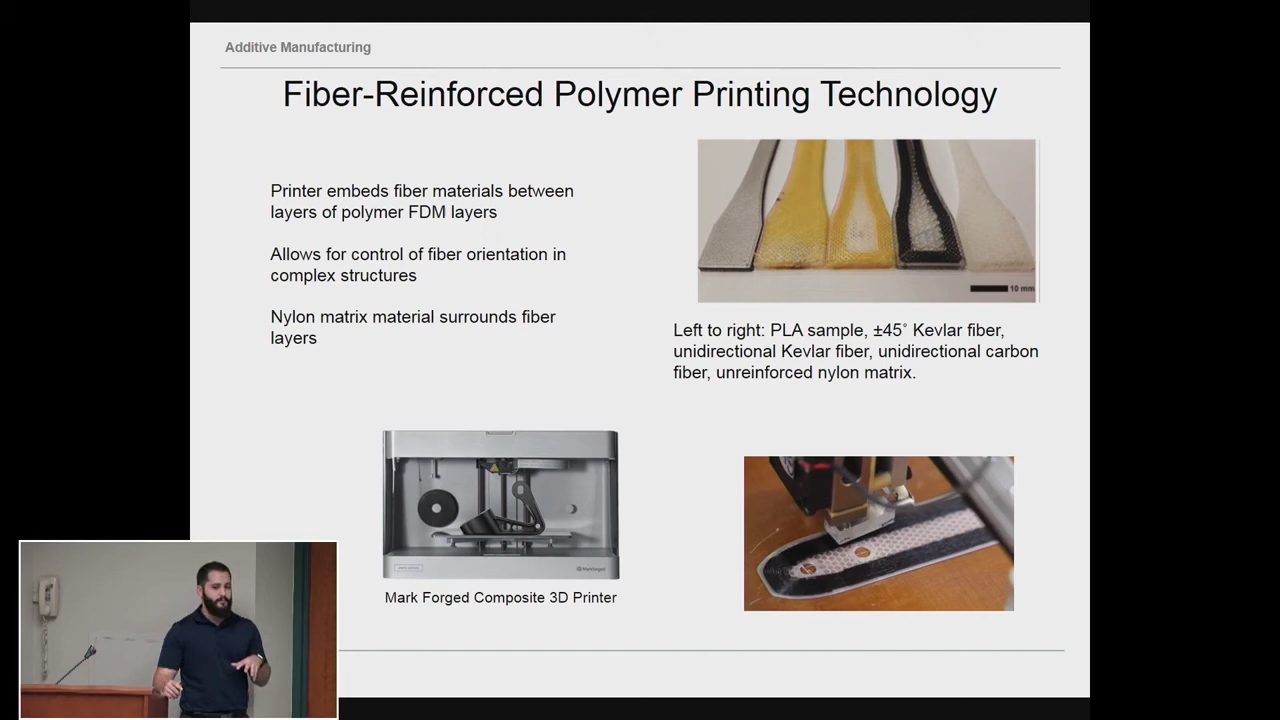 Additive Manufacturing
Fiber-Reinforced Polymer Printing Technology
Printer embeds fiber materials between
layers of polymer FDM layers
Allows for control of fiber orientation in
complex structures
Nylon matrix material surrounds fiber
layers
10 mm
Left to right: PLA sample, ±45˚ Kevlar fiber,
unidirectional Kevlar fiber, unidirectional carbon
fiber, unreinforced nylon matrix.
Markforged
Mark Forged Composite 3D Printer